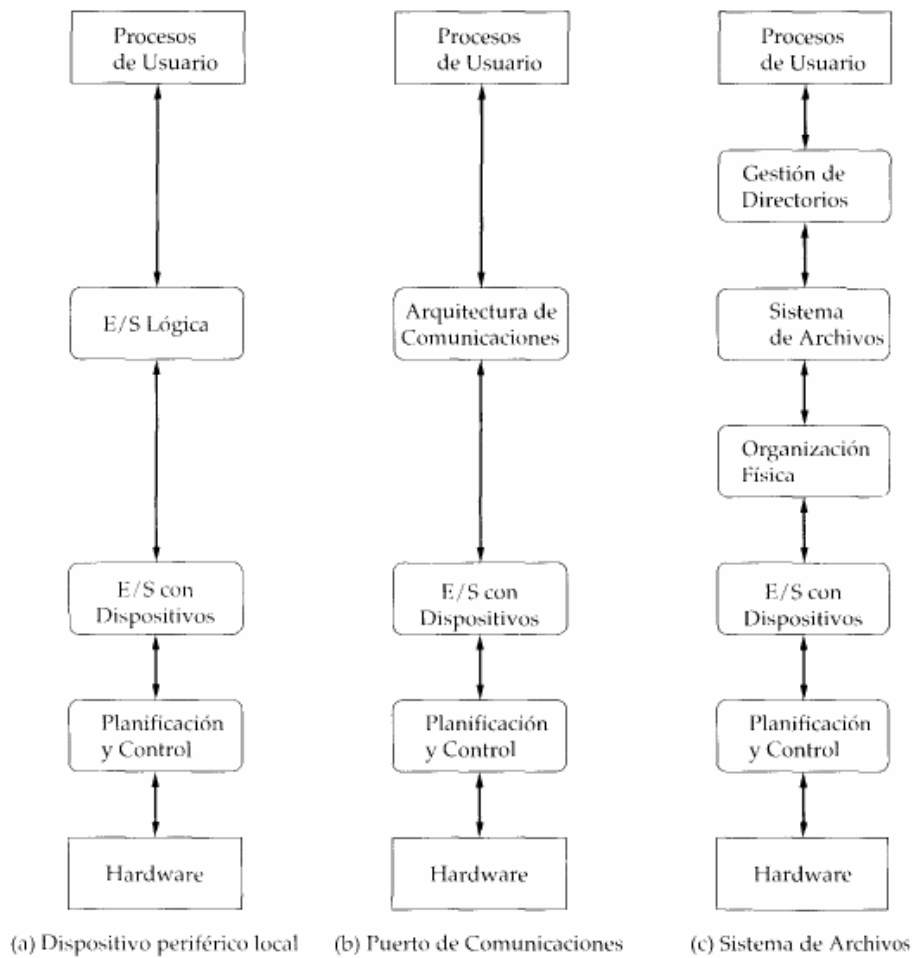 Procesos
de Usuario
E/S Lógica
E/S con
Dispositivos
Planificación
y Control
Hardware
(a) Dispositivo periférico local
Procesos
de Usuario
Arquitectura de
Comunicaciones
E/S con
Dispositivos
Planificación
y Control
Hardware
(b) Puerto de Comunicaciones
Procesos
de Usuario
Gestión de
Directorios
Sistema
de Archivos
Organización
Física
E/S con
Dispositivos
Planificación
y Control
Hardware
(c) Sistema de Archivos